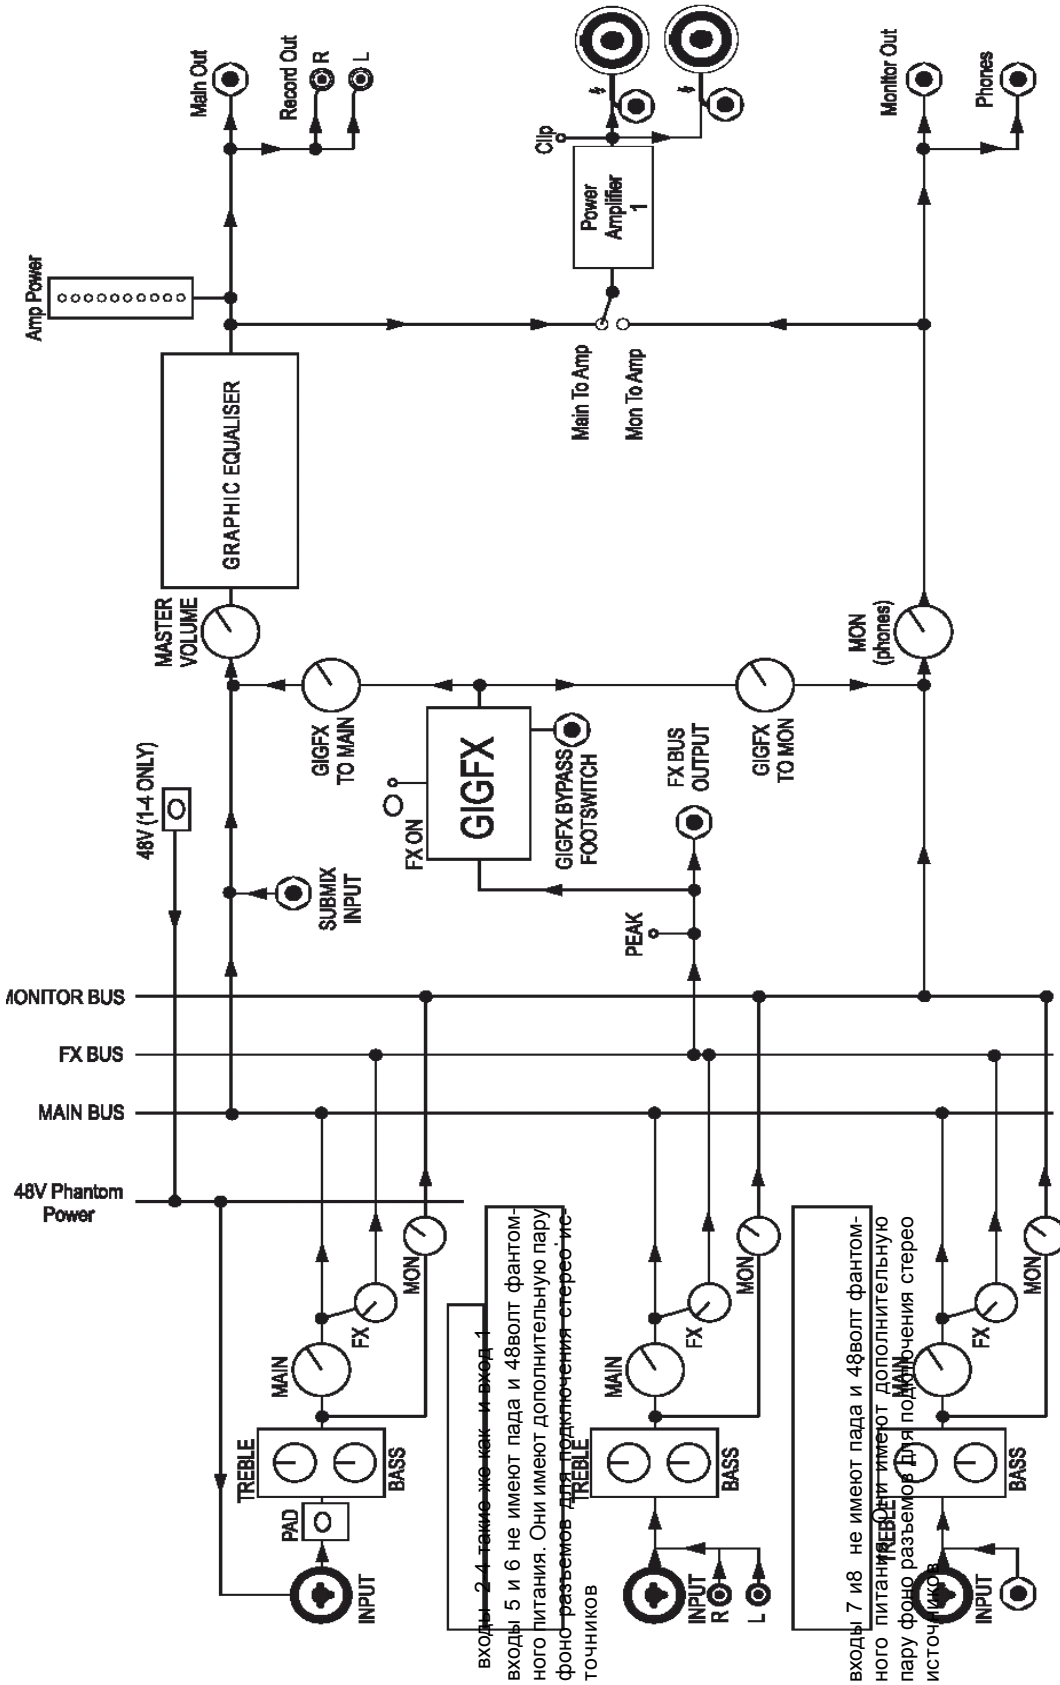 Main Out
Record Out
R
L
Clip
Power
Amplifier
1
Monitor Out
Phones
Amp Power
Main To Amp
Mon To Amp
GRAPHIC EQUALISER
MASTER
VOLUME
MON
(phones)
48V (1-4 ONLY)
GIGFX
TO MAIN
FX ON
GIGFX
GIGFX BYPASS
FOOTSWITCH
FX BUS
OUTPUT
GIGFX
TO MON
SUBMIX
INPUT
PEAK
MONITOR BUS
FX BUS
MAIN BUS
48V Phantom
Power
MAIN
FX
MON
TREBLE
BASS
PAD
INPUT
входы 2-4 такие же как и вход 1
входы 5 и 6 не имеют пада и 48волт фантом-
ного питания. Они имеют дополнительную пару
фоно разъемов для подключения стерео ис-
точников
MAIN
FX
MON
TREBLE
BASS
INPUT
R
L
входы 7 и8 не имеют пада и 48волт фантом-
ного питания. Они имеют дополнительную
пару фоно разъемов для подключения стерео
источников
MAIN
FX
MON
TREBLE
BASS
INPUT